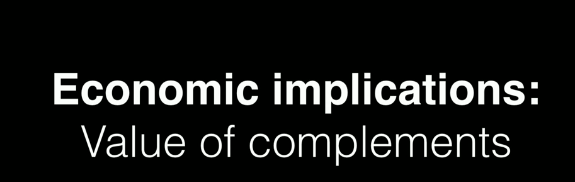 Economic implications:
Value of complements